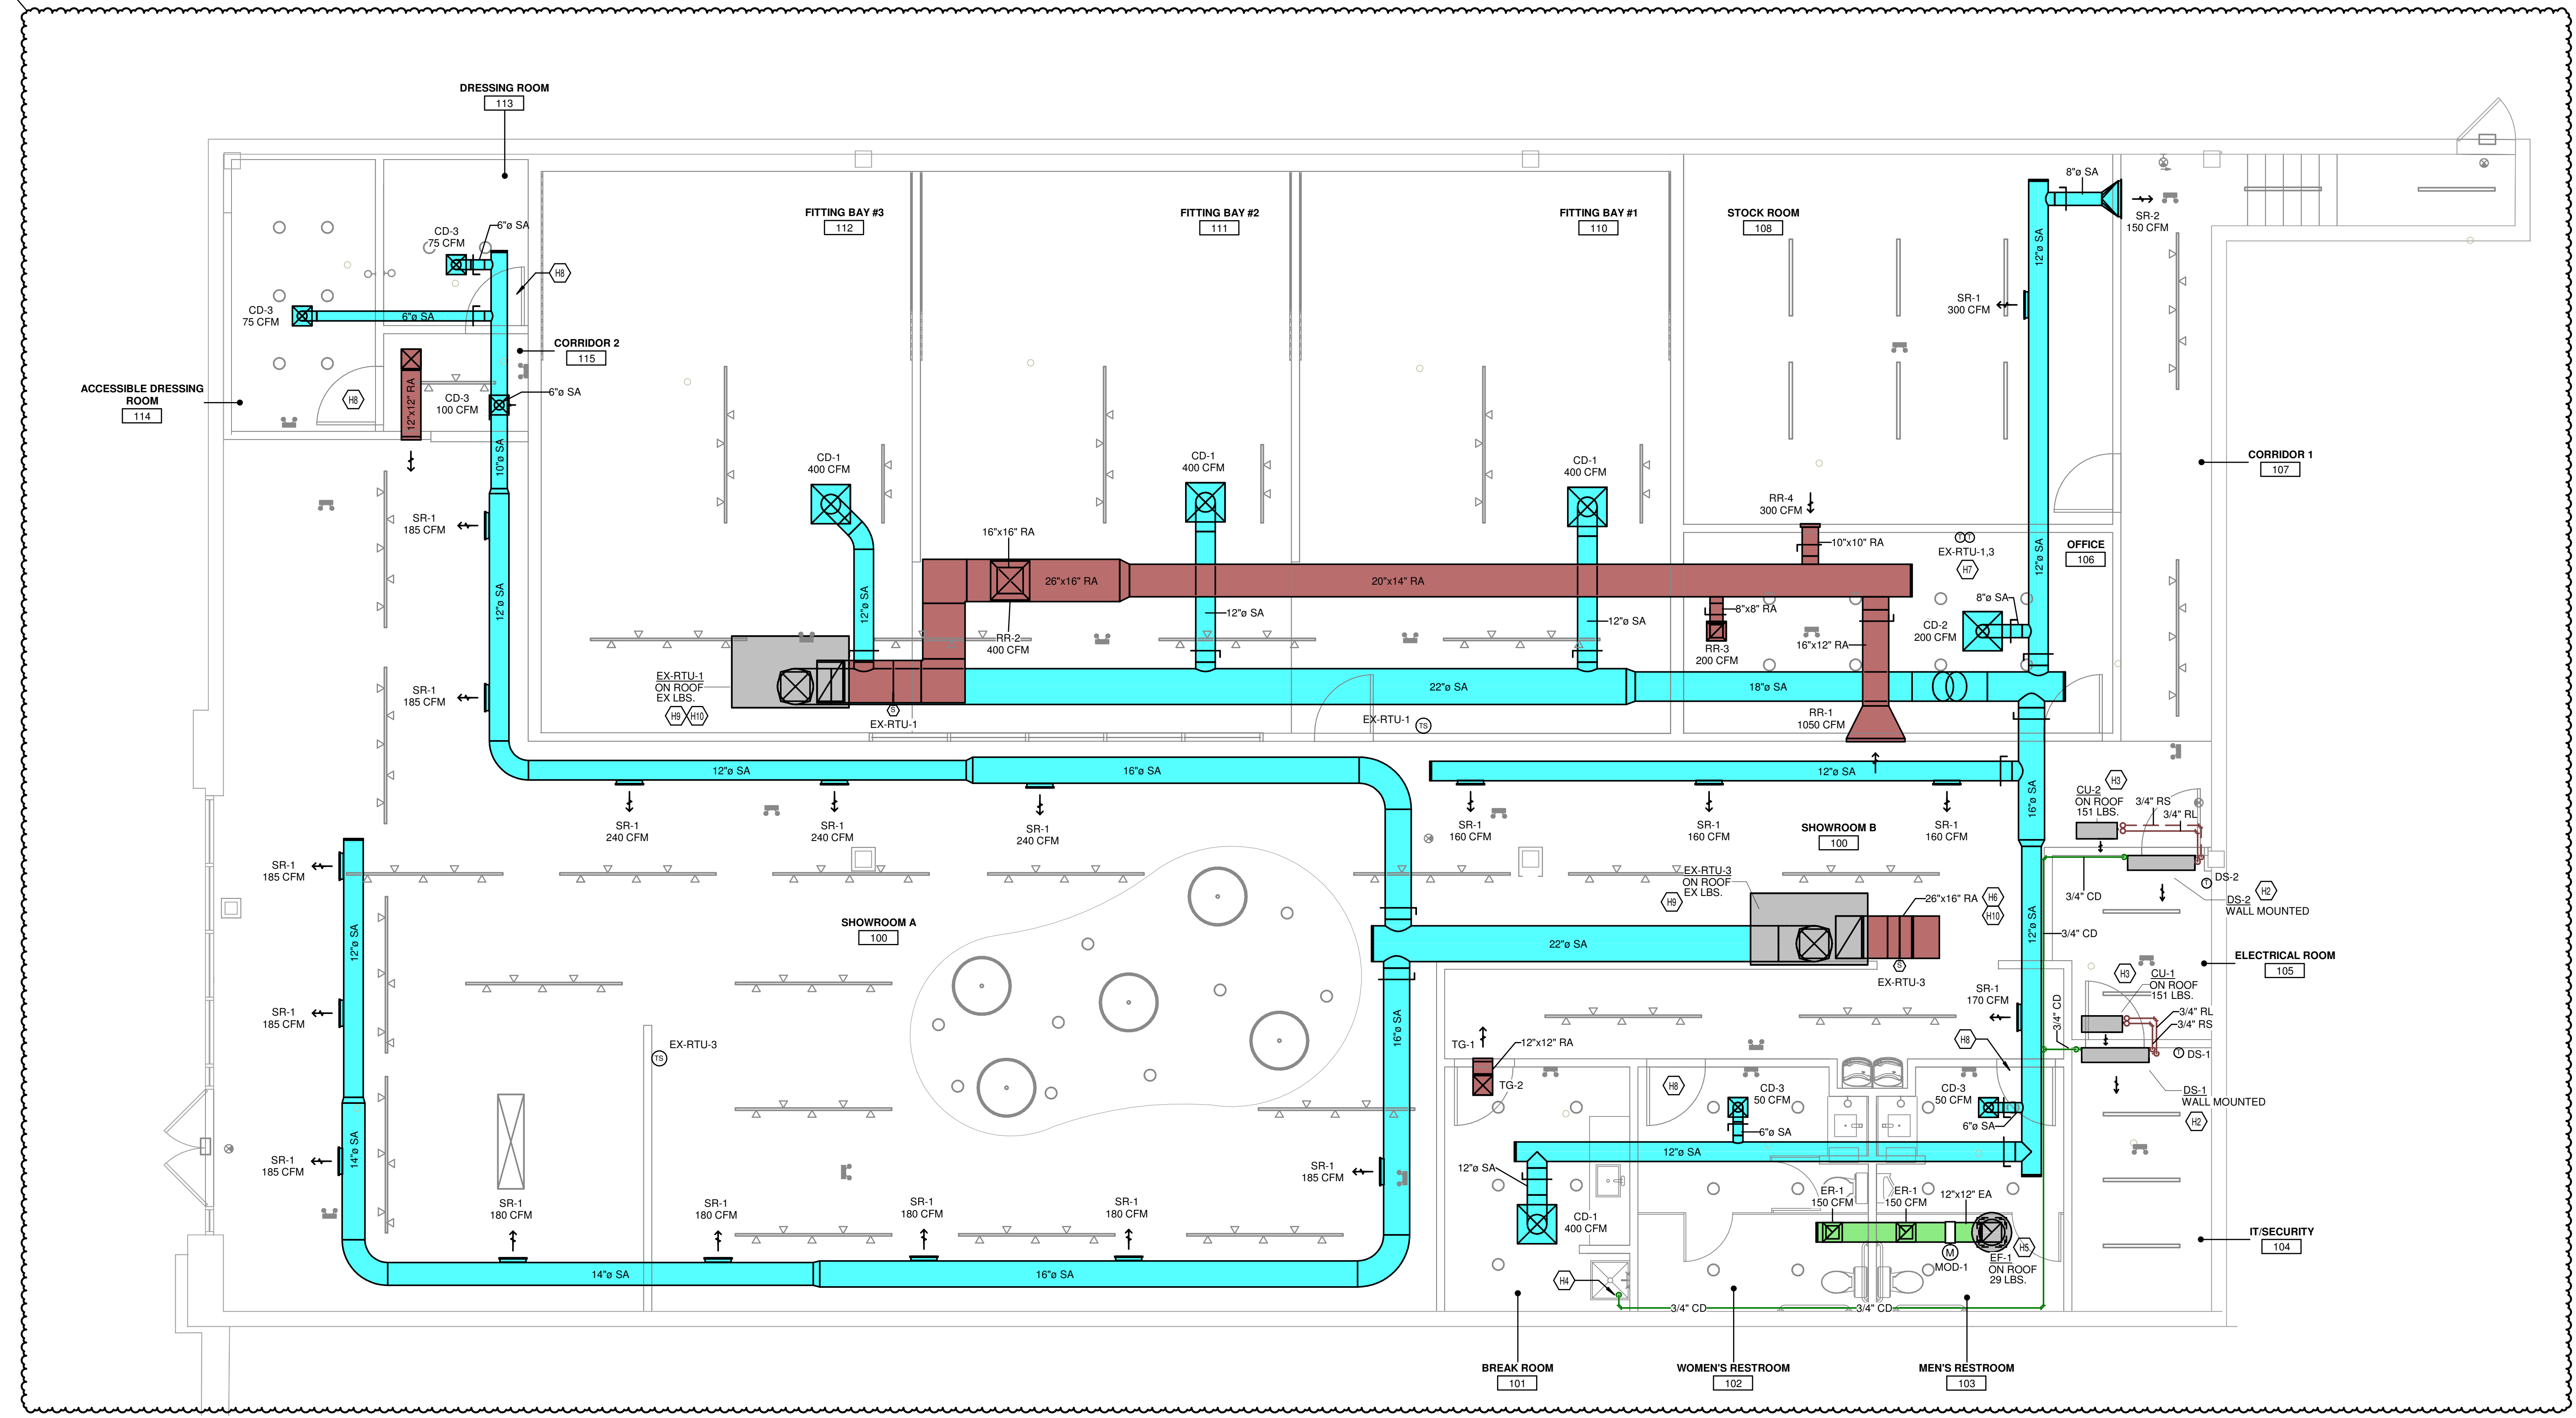 DRESSING ROOM
113
FITTING BAY #3
112
FITTING BAY #2
111
FITTING BAY #1
110
STOCK ROOM
108
8"ø SA
SR-2
150 CFM
CD-3
75 CFM
6"ø SA
H8
12"ø SA
SR-1
300 CFM
CD-3
75 CFM
6"ø SA
CORRIDOR 2
115
ACCESSIBLE DRESSING
ROOM
114
H8
12"x12" RA
CD-3
100 CFM
6"ø SA
10"ø SA
CD-1
400 CFM
CD-1
400 CFM
CD-1
400 CFM
CORRIDOR 1
107
RR-4
300 CFM
SR-1
185 CFM
16"x16" RA
10"x10" RA
T T
EX-RTU-1,3
H7
OFFICE
106
12"ø SA
26"x16" RA
20"x14" RA
12"ø SA
12"ø SA
12"ø SA
12"ø SA
8"x8" RA
8"ø SA
CD-2
200 CFM
RR-2
400 CFM
RR-3
200 CFM
16"x12" RA
SR-1
185 CFM
EX-RTU-1
ON ROOF
EX LBS.
H9
H10
22"ø SA
18"ø SA
S
EX-RTU-1
EX-RTU-1
TS
RR-1
1050 CFM
12"ø SA
16"ø SA
12"ø SA
16"ø SA
SR-1
240 CFM
SR-1
240 CFM
SR-1
240 CFM
SR-1
160 CFM
SR-1
160 CFM
SR-1
160 CFM
SHOWROOM B
100
H3
CU-2
ON ROOF
151 LBS.
3/4" RS
3/4" RL
SR-1
185 CFM
EX-RTU-3
ON ROOF
EX LBS.
H9
26"x16" RA
H6
H10
3/4" CD
T
DS-2
H2
DS-2
WALL MOUNTED
SHOWROOM A
100
12"ø SA
22"ø SA
12"ø SA
3/4" CD
ELECTRICAL ROOM
105
S
EX-RTU-3
H3
CU-1
ON ROOF
151 LBS.
SR-1
185 CFM
SR-1
170 CFM
3/4" CD
3/4" RL
3/4" RS
16"ø SA
TS
EX-RTU-3
TG-1
12"x12" RA
TG-2
H8
T
DS-1
DS-1
WALL MOUNTED
H2
H8
CD-3
50 CFM
CD-3
50 CFM
6"ø SA
6"ø SA
14"ø SA
SR-1
185 CFM
SR-1
185 CFM
12"ø SA
12"ø SA
SR-1
180 CFM
SR-1
180 CFM
SR-1
180 CFM
SR-1
180 CFM
CD-1
400 CFM
ER-1
150 CFM
ER-1
150 CFM
12"x12" EA
M
MOD-1
EF-1
ON ROOF
29 LBS.
H5
IT/SECURITY
104
14"ø SA
16"ø SA
H4
3/4" CD
3/4" CD
BREAK ROOM
101
WOMEN'S RESTROOM
102
MEN'S RESTROOM
103